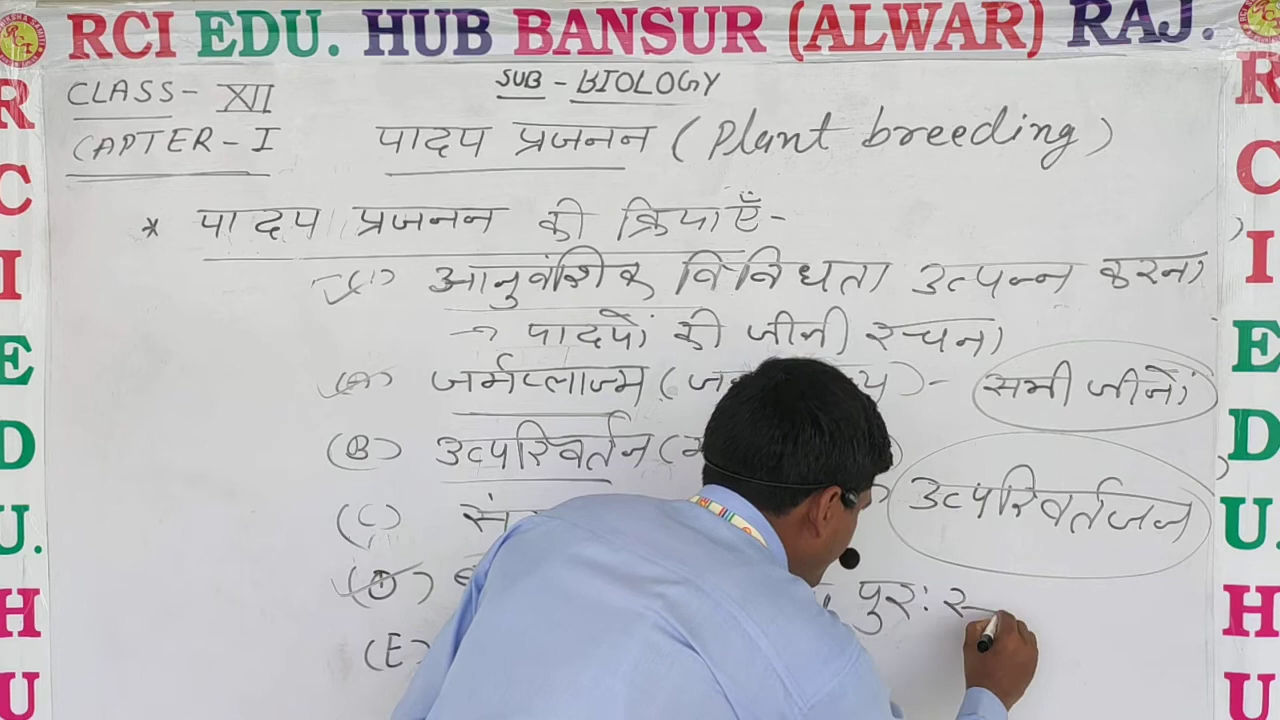 RCI EDU. HUB BANSUR (ALWAR) RAJ.
SUB - BIOLOGY
CLASS - XII
CAPTER - I पादप प्रजनन (Plant breeding)
* पादप प्रजनन की क्रियाएँ -
आनुवंशिक विविधता उत्पन्न करना
→ पादपों की जीनी रचना
(A) जर्मप्लाज्म ( ) - सभी जीनों
(B) उत्परिवर्तन ( ) उत्परिवर्तजन
(C)
(D) पुरः
(E)
R C I E D U. H U
R C I E D U. H U